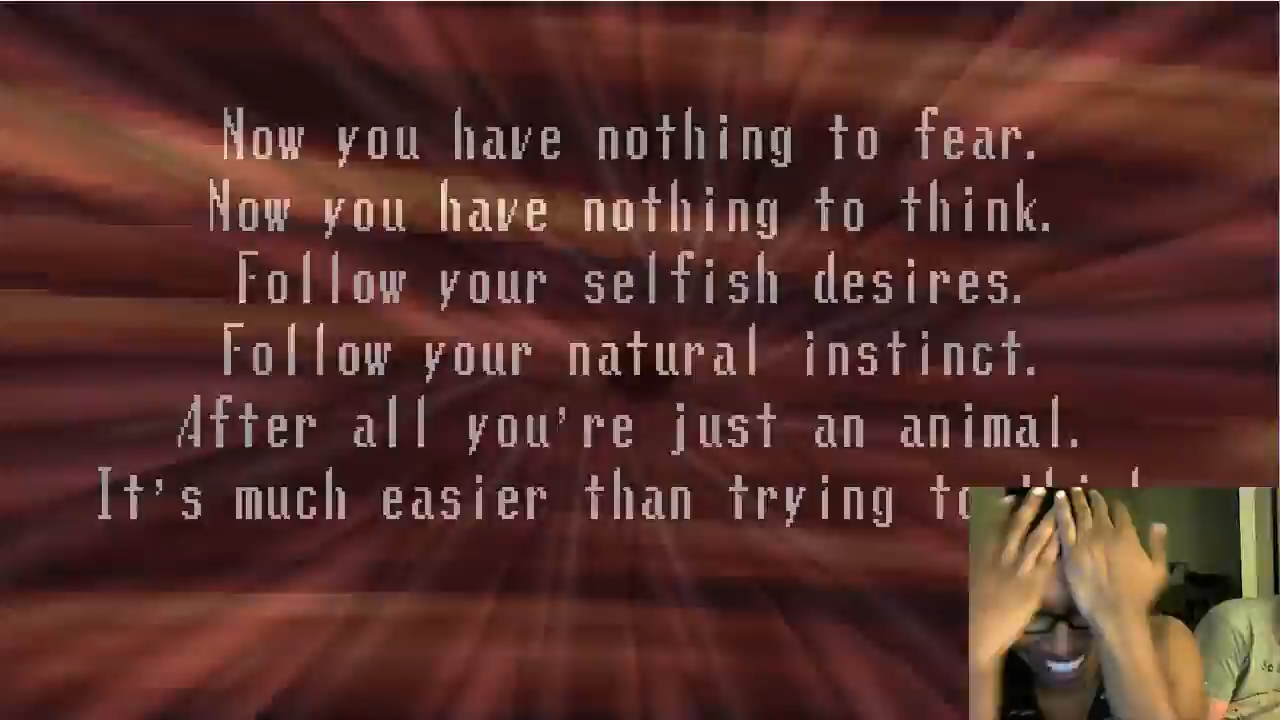 Now you have nothing to fear.
Now you have nothing to think.
Follow your selfish desires.
Follow your natural instinct.
After all you're just an animal.
It's much easier than trying to